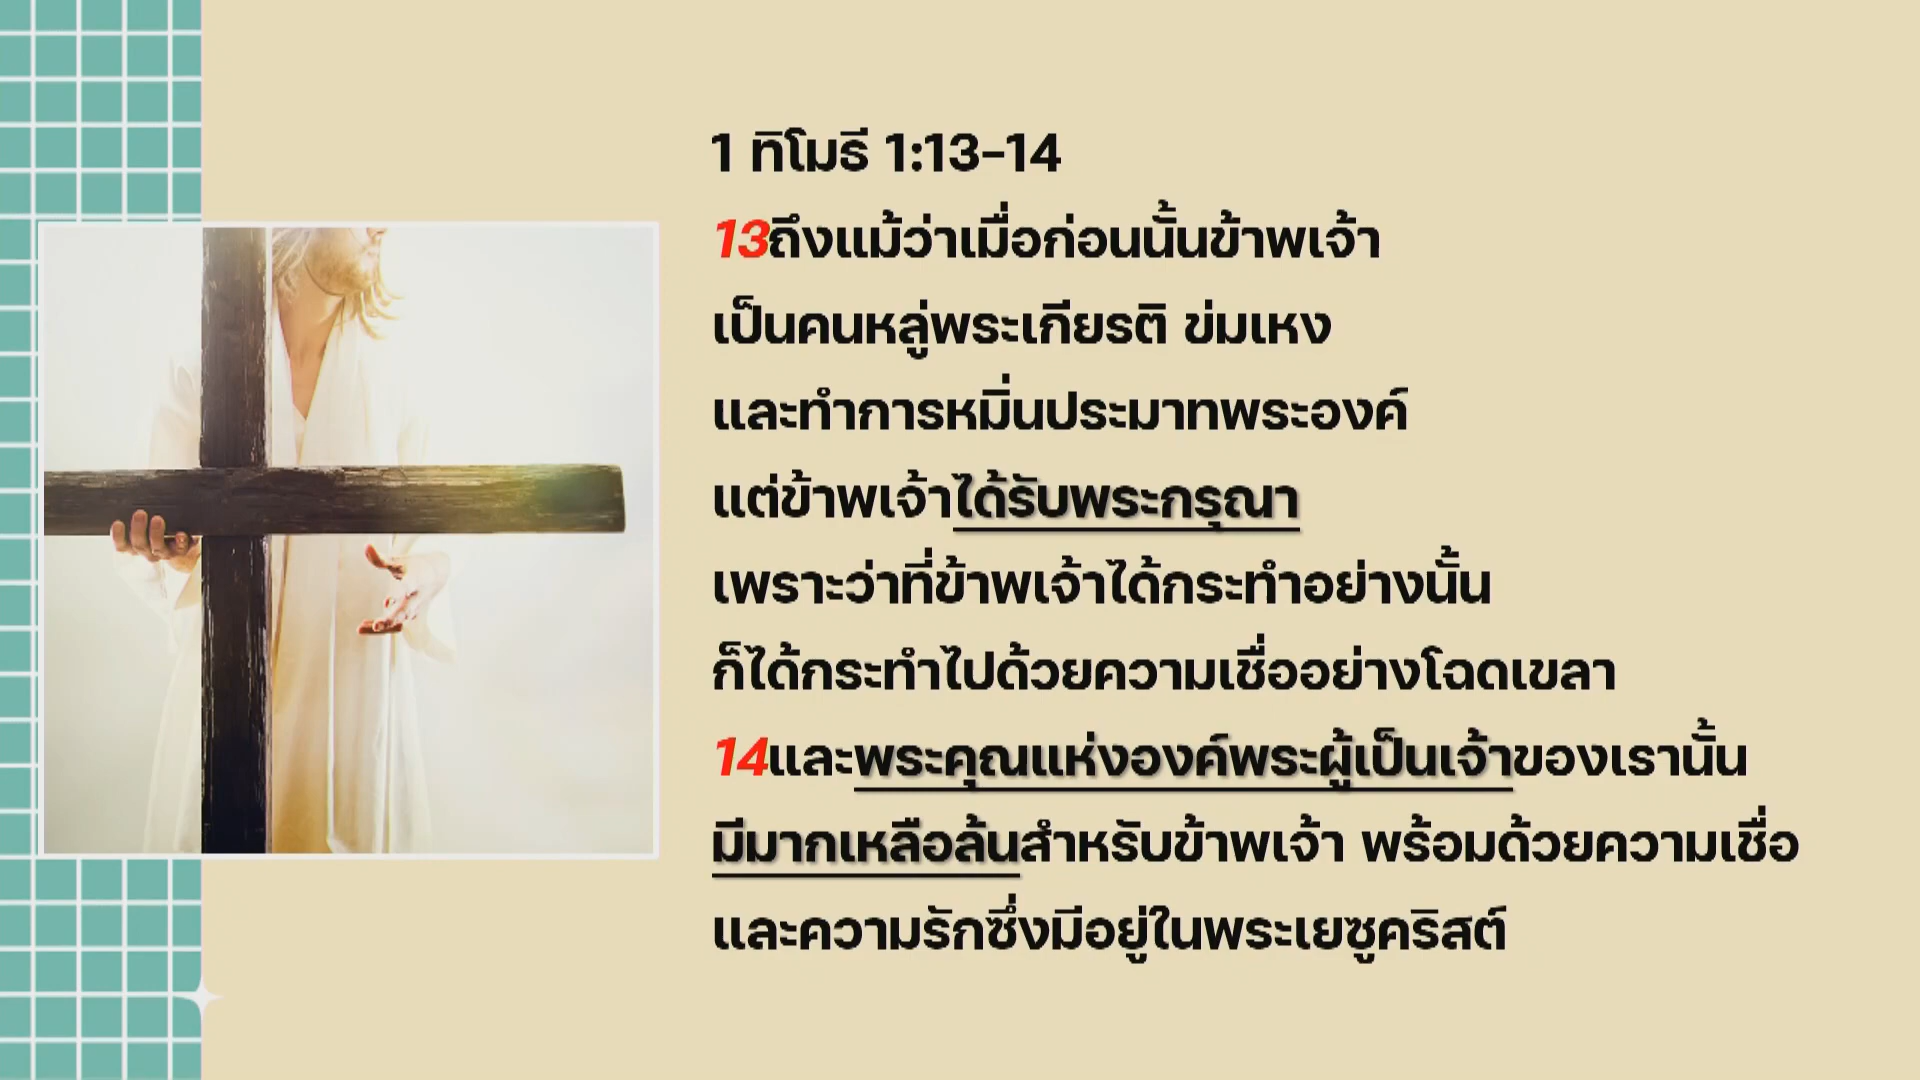 1 ทิโมธี 1:13-14
13ถึงแม้ว่าเมื่อก่อนนั้นข้าพเจ้า
เป็นคนหลู่พระเกียรติ ข่มเหง
และทำการหมิ่นประมาทพระองค์
แต่ข้าพเจ้าได้รับพระกรุณา
เพราะว่าที่ข้าพเจ้าได้กระทำอย่างนั้น
ก็ได้กระทำไปด้วยความเชื่ออย่างโฉดเขลา
14และพระคุณแห่งองค์พระผู้เป็นเจ้าของเรานั้น
มีมากเหลือล้นสำหรับข้าพเจ้า พร้อมด้วยความเชื่อ
และความรักซึ่งมีอยู่ในพระเยซูคริสต์